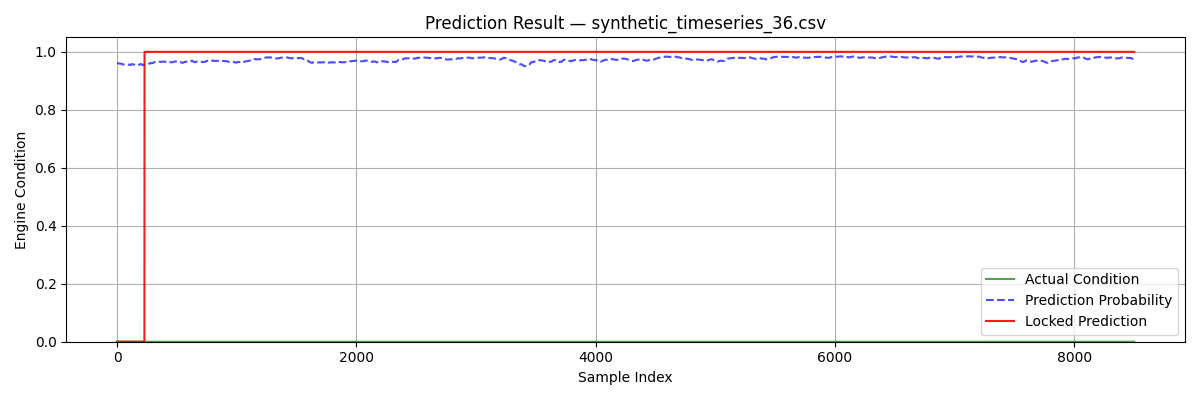 Prediction Result — synthetic_timeseries_36.csv
Engine Condition
1.0
0.8
0.6
0.4
0.2
0.0
Actual Condition
Prediction Probability
Locked Prediction
0 2000 4000 6000 8000
Sample Index